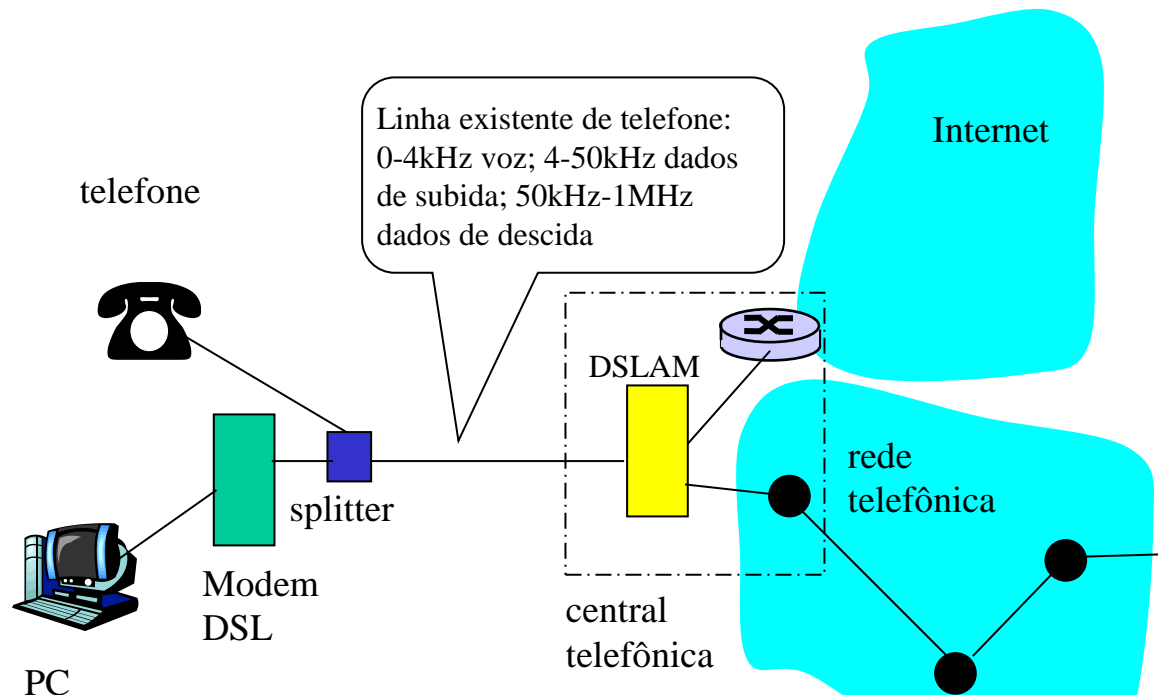 Linha existente de telefone:
0-4kHz voz; 4-50kHz dados
de subida; 50kHz-1MHz
dados de descida
Internet
telefone
DSLAM
splitter
rede
telefônica
Modem
DSL
central
telefônica
PC